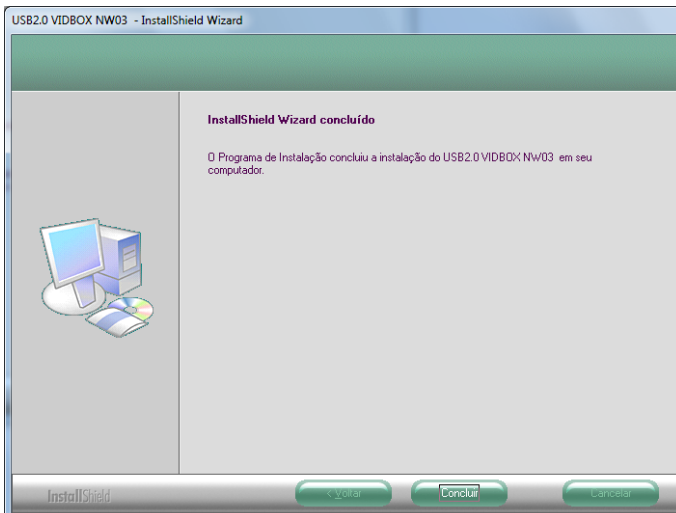 USB2.0 VIDBOX NW03 - InstallShield Wizard
InstallShield Wizard concluído
O Programa de Instalação concluiu a instalação do USB2.0 VIDBOX NW03 em seu
computador.
InstallShield
< Voltar
Concluir
Cancelar